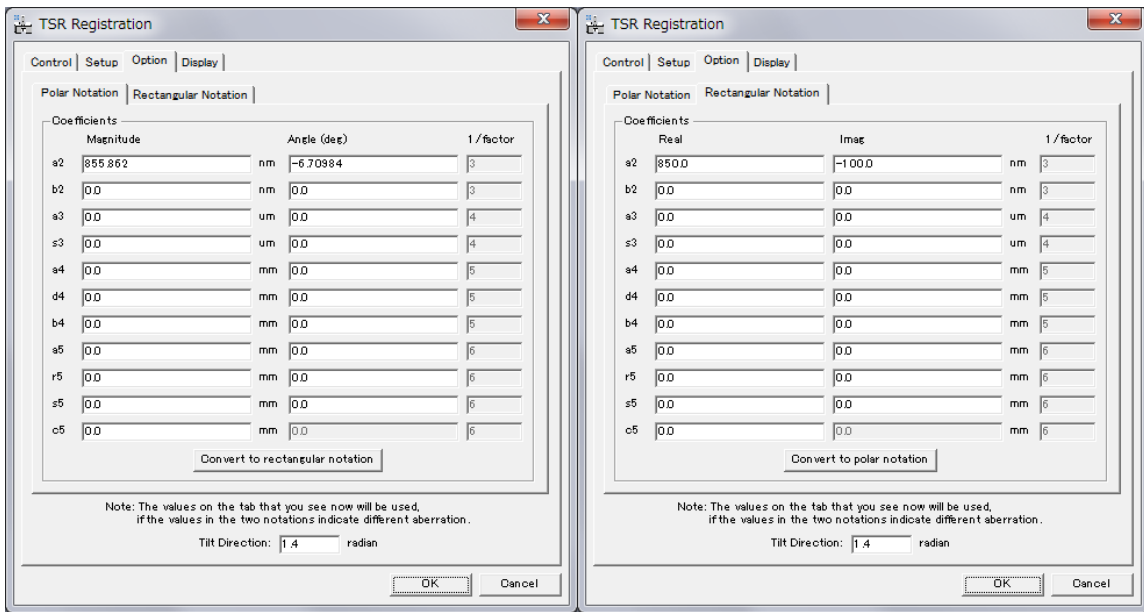 TSR Registration
Control Setup Option Display
Polar Notation Rectangular Notation
Coefficients
Magnitude Angle (deg) 1/factor
a2 855.862 nm -6.70984 3
b2 0.0 nm 0.0 3
a3 0.0 um 0.0 4
s3 0.0 um 0.0 4
a4 0.0 mm 0.0 5
d4 0.0 mm 0.0 5
b4 0.0 mm 0.0 5
a5 0.0 mm 0.0 6
r5 0.0 mm 0.0 6
s5 0.0 mm 0.0 6
c5 0.0 mm 0.0 6
Convert to rectangular notation
Note: The values on the tab that you see now will be used,
if the values in the two notations indicate different aberration.
Tilt Direction: 1.4 radian
OK Cancel
TSR Registration
Control Setup Option Display
Polar Notation Rectangular Notation
Coefficients
Real Imag 1/factor
a2 850.0 -100.0 nm 3
b2 0.0 0.0 nm 3
a3 0.0 0.0 um 4
s3 0.0 0.0 um 4
a4 0.0 0.0 mm 5
d4 0.0 0.0 mm 5
b4 0.0 0.0 mm 5
a5 0.0 0.0 mm 6
r5 0.0 0.0 mm 6
s5 0.0 0.0 mm 6
c5 0.0 0.0 mm 6
Convert to polar notation
Note: The values on the tab that you see now will be used,
if the values in the two notations indicate different aberration.
Tilt Direction: 1.4 radian
OK Cancel